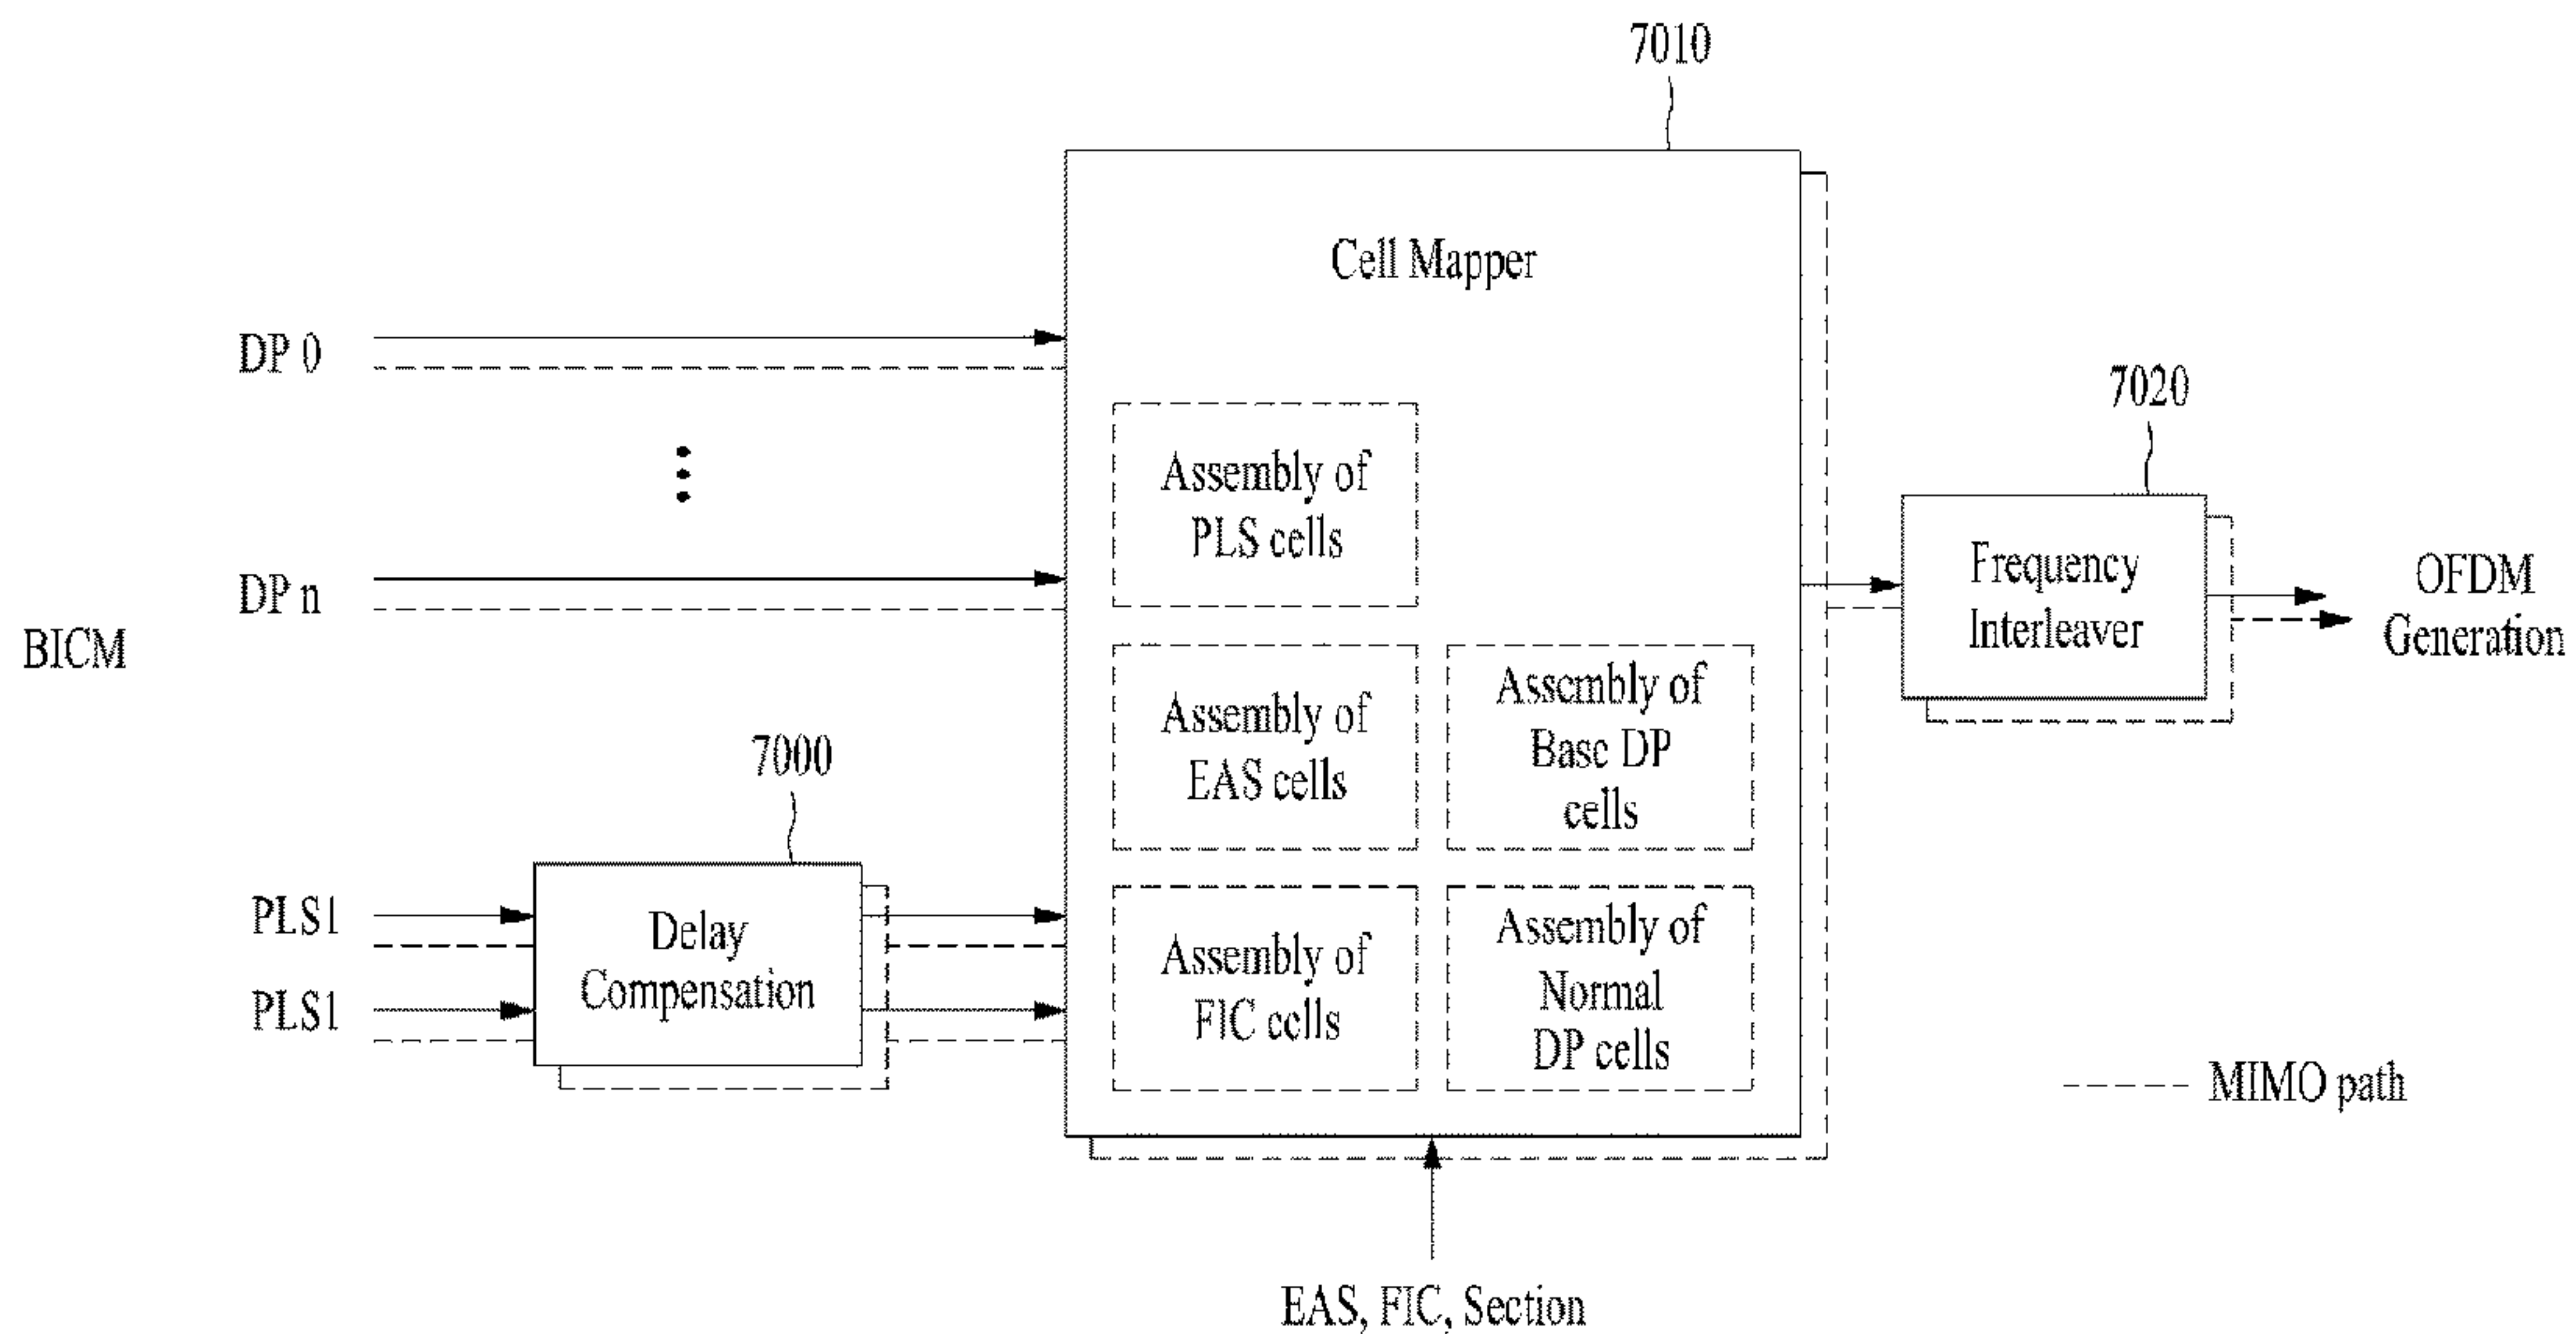 7010
Cell Mapper
DP 0
7020
Assembly of
PLS cells
Frequency
Interleaver
OFDM
Generation
DP n
BICM
Assembly of
EAS cells
Assembly of
Base DP
cells
7000
PLS1
Delay
Compensation
PLS1
Assembly of
FIC cells
Assembly of
Normal
DP cells
MIMO path
EAS, FIC, Section